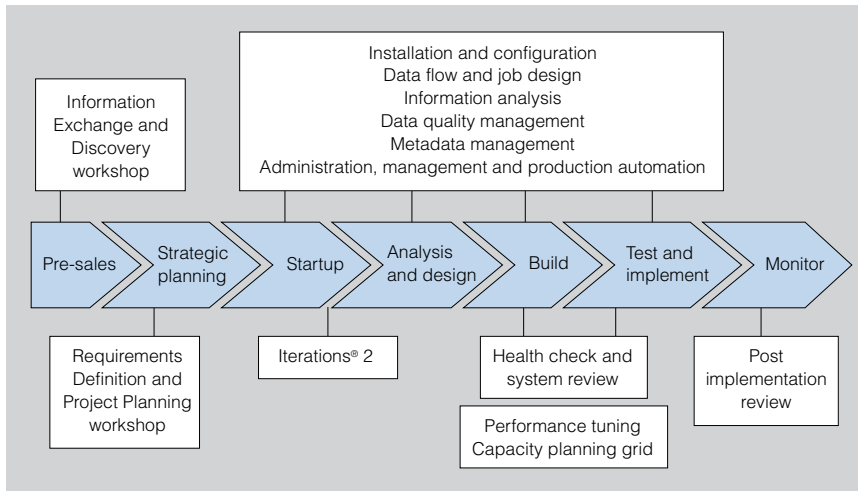 Installation and configuration
Data flow and job design
Information analysis
Data quality management
Metadata management
Administration, management and production automation
Information
Exchange and
Discovery
workshop
Pre-sales
Strategic
planning
Startup
Analysis
and design
Build
Test and
implement
Monitor
Requirements
Definition and
Project Planning
workshop
Iterations® 2
Health check and
system review
Performance tuning
Capacity planning grid
Post
implementation
review